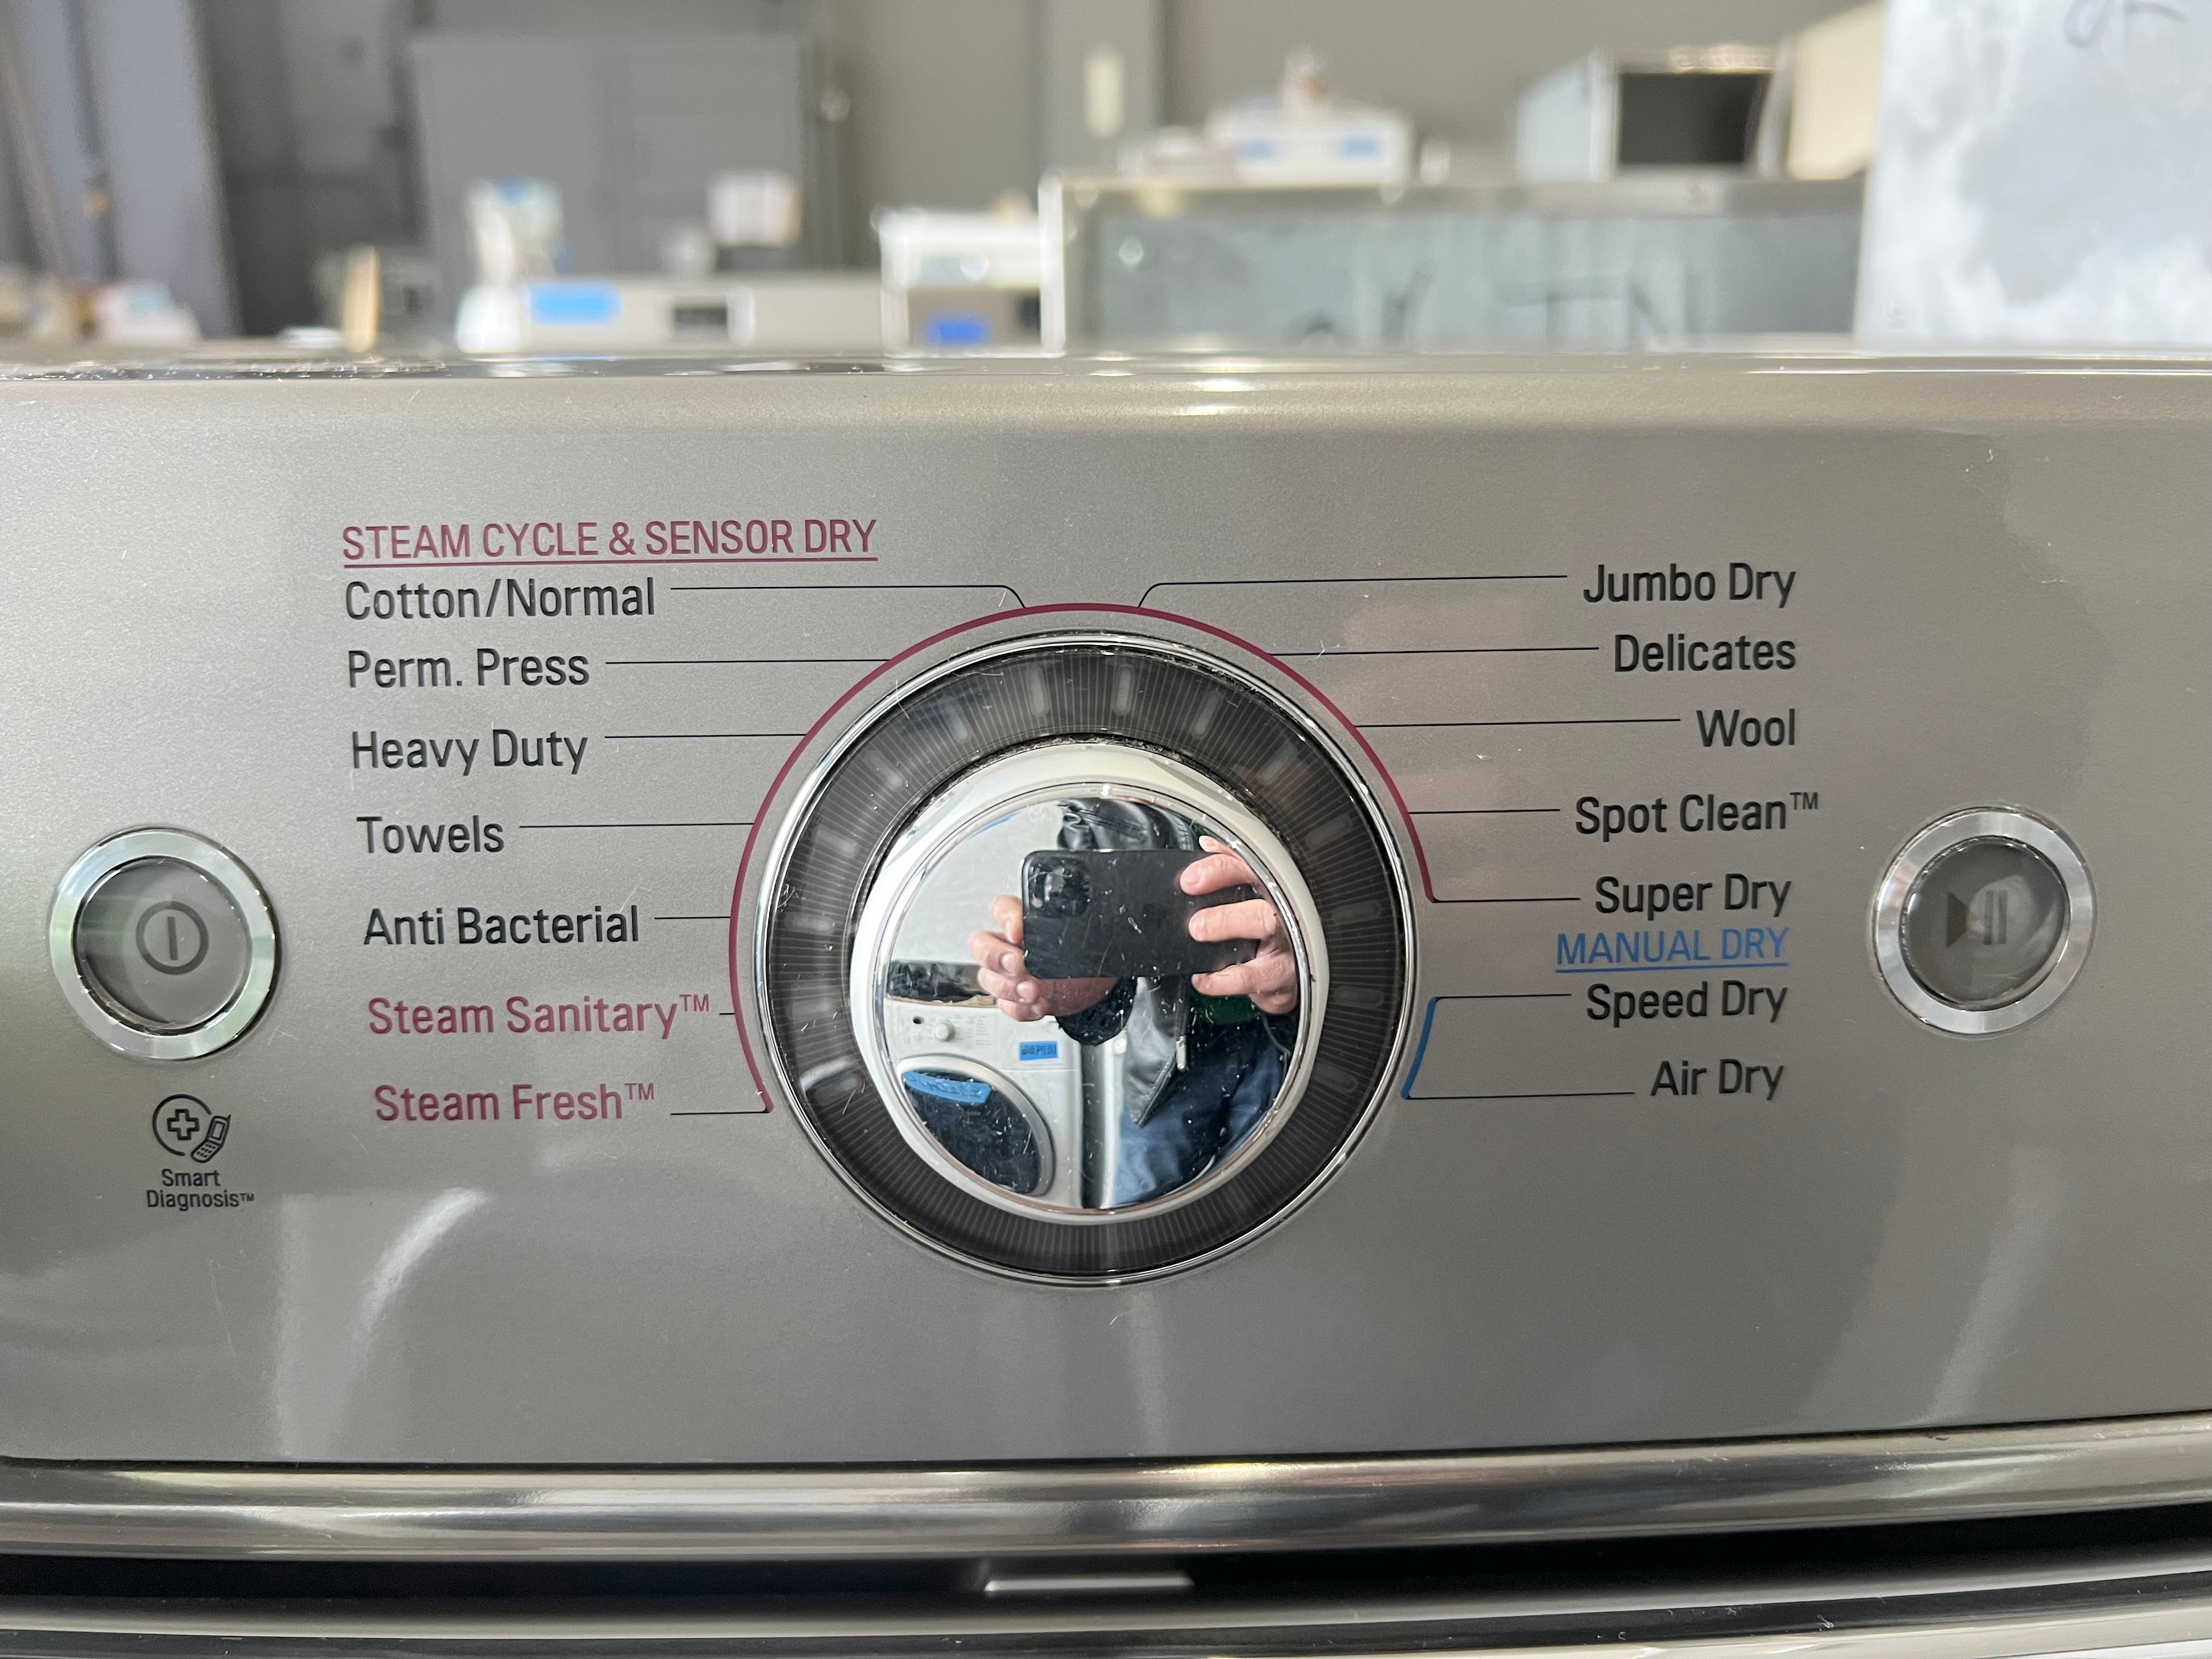 STEAM CYCLE & SENSOR DRY
Cotton/Normal
Perm. Press
Heavy Duty
Towels
Anti Bacterial
Steam Sanitary™
Steam Fresh™
Jumbo Dry
Delicates
Wool
Spot Clean™
Super Dry
MANUAL DRY
Speed Dry
Air Dry
Smart
Diagnosis™